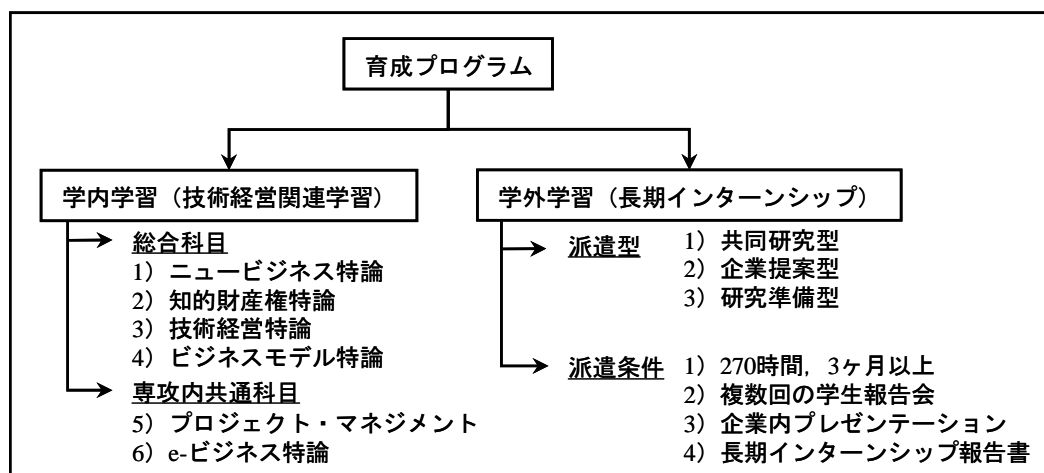 育成プログラム
学内学習（技術経営関連学習）
総合科目
1）ニュービジネス特論
2）知的財産権特論
3）技術経営特論
4）ビジネスモデル特論
専攻内共通科目
5）プロジェクト・マネジメント
6）e-ビジネス特論
学外学習（長期インターンシップ）
派遣型
1）共同研究型
2）企業提案型
3）研究準備型
派遣条件
1）270時間，3ヶ月以上
2）複数回の学生報告会
3）企業内プレゼンテーション
4）長期インターンシップ報告書